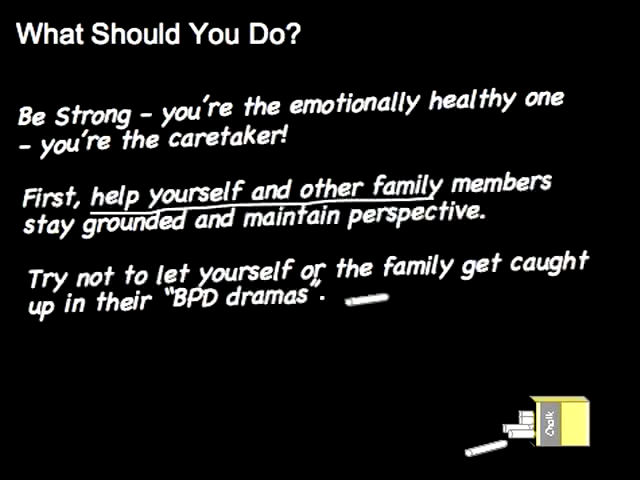 What Should You Do?
Be Strong – you're the emotionally healthy one
– you're the caretaker!
First, help yourself and other family members
stay grounded and maintain perspective.
Try not to let yourself or the family get caught
up in their "BPD dramas".
Chalk